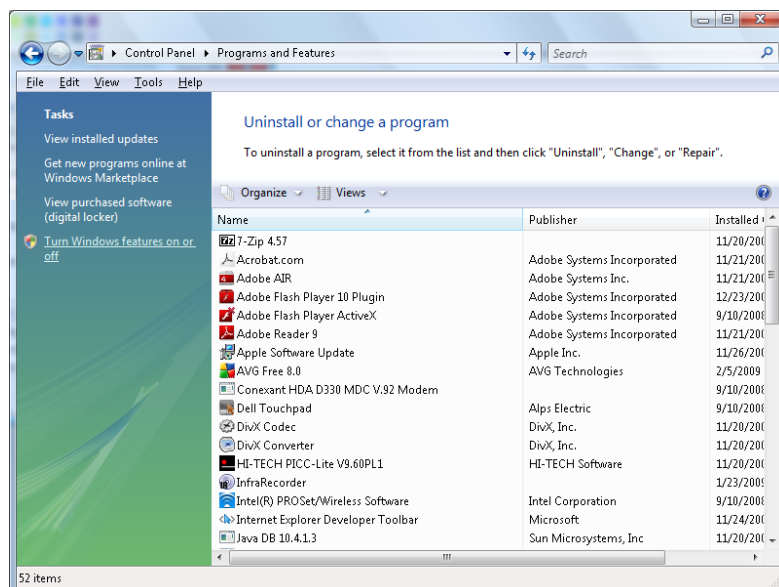 Control Panel Programs and Features
Search
File Edit View Tools Help
Tasks
View installed updates
Get new programs online at
Windows Marketplace
View purchased software
(digital locker)
Turn Windows features on or
off
Uninstall or change a program
To uninstall a program, select it from the list and then click "Uninstall", "Change", or "Repair".
Organize Views
Name Publisher Installed
7-Zip 4.57 11/20/200
Acrobat.com Adobe Systems Incorporated 11/21/200
Adobe AIR Adobe Systems Inc. 11/21/200
Adobe Flash Player 10 Plugin Adobe Systems Incorporated 12/23/200
Adobe Flash Player ActiveX Adobe Systems Incorporated 9/10/2008
Adobe Reader 9 Adobe Systems Incorporated 11/21/200
Apple Software Update Apple Inc. 11/26/200
AVG Free 8.0 AVG Technologies 2/5/2009
Conexant HDA D330 MDC V.92 Modem 9/10/2008
Dell Touchpad Alps Electric 9/10/2008
DivX Codec DivX, Inc. 11/20/200
DivX Converter DivX, Inc. 11/20/200
HI-TECH PICC-Lite V9.60PL1 HI-TECH Software 11/20/200
InfraRecorder 1/23/2009
Intel(R) PROSet/Wireless Software Intel Corporation 9/10/2008
Internet Explorer Developer Toolbar Microsoft 11/24/200
Java DB 10.4.1.3 Sun Microsystems, Inc 11/20/200
52 items